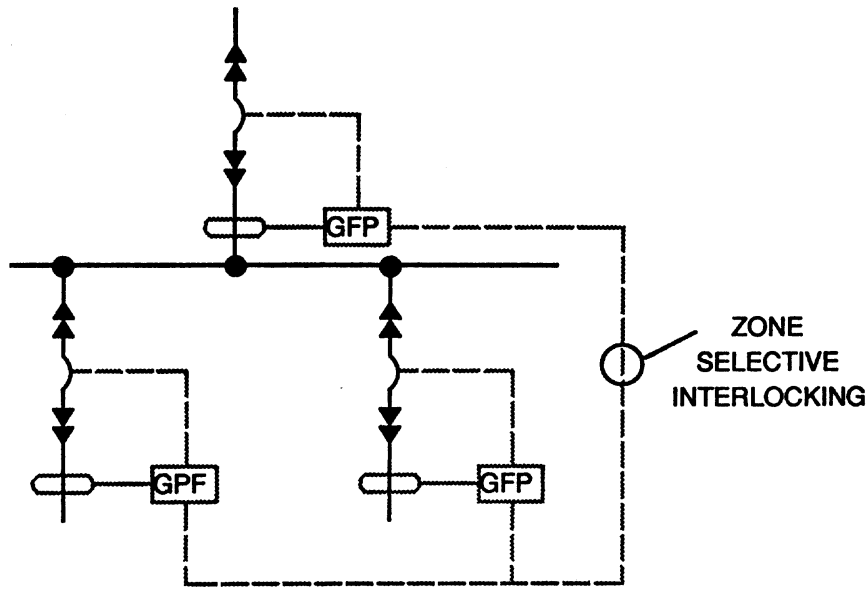 GFP
ZONE
SELECTIVE
INTERLOCKING
GPF
GFP